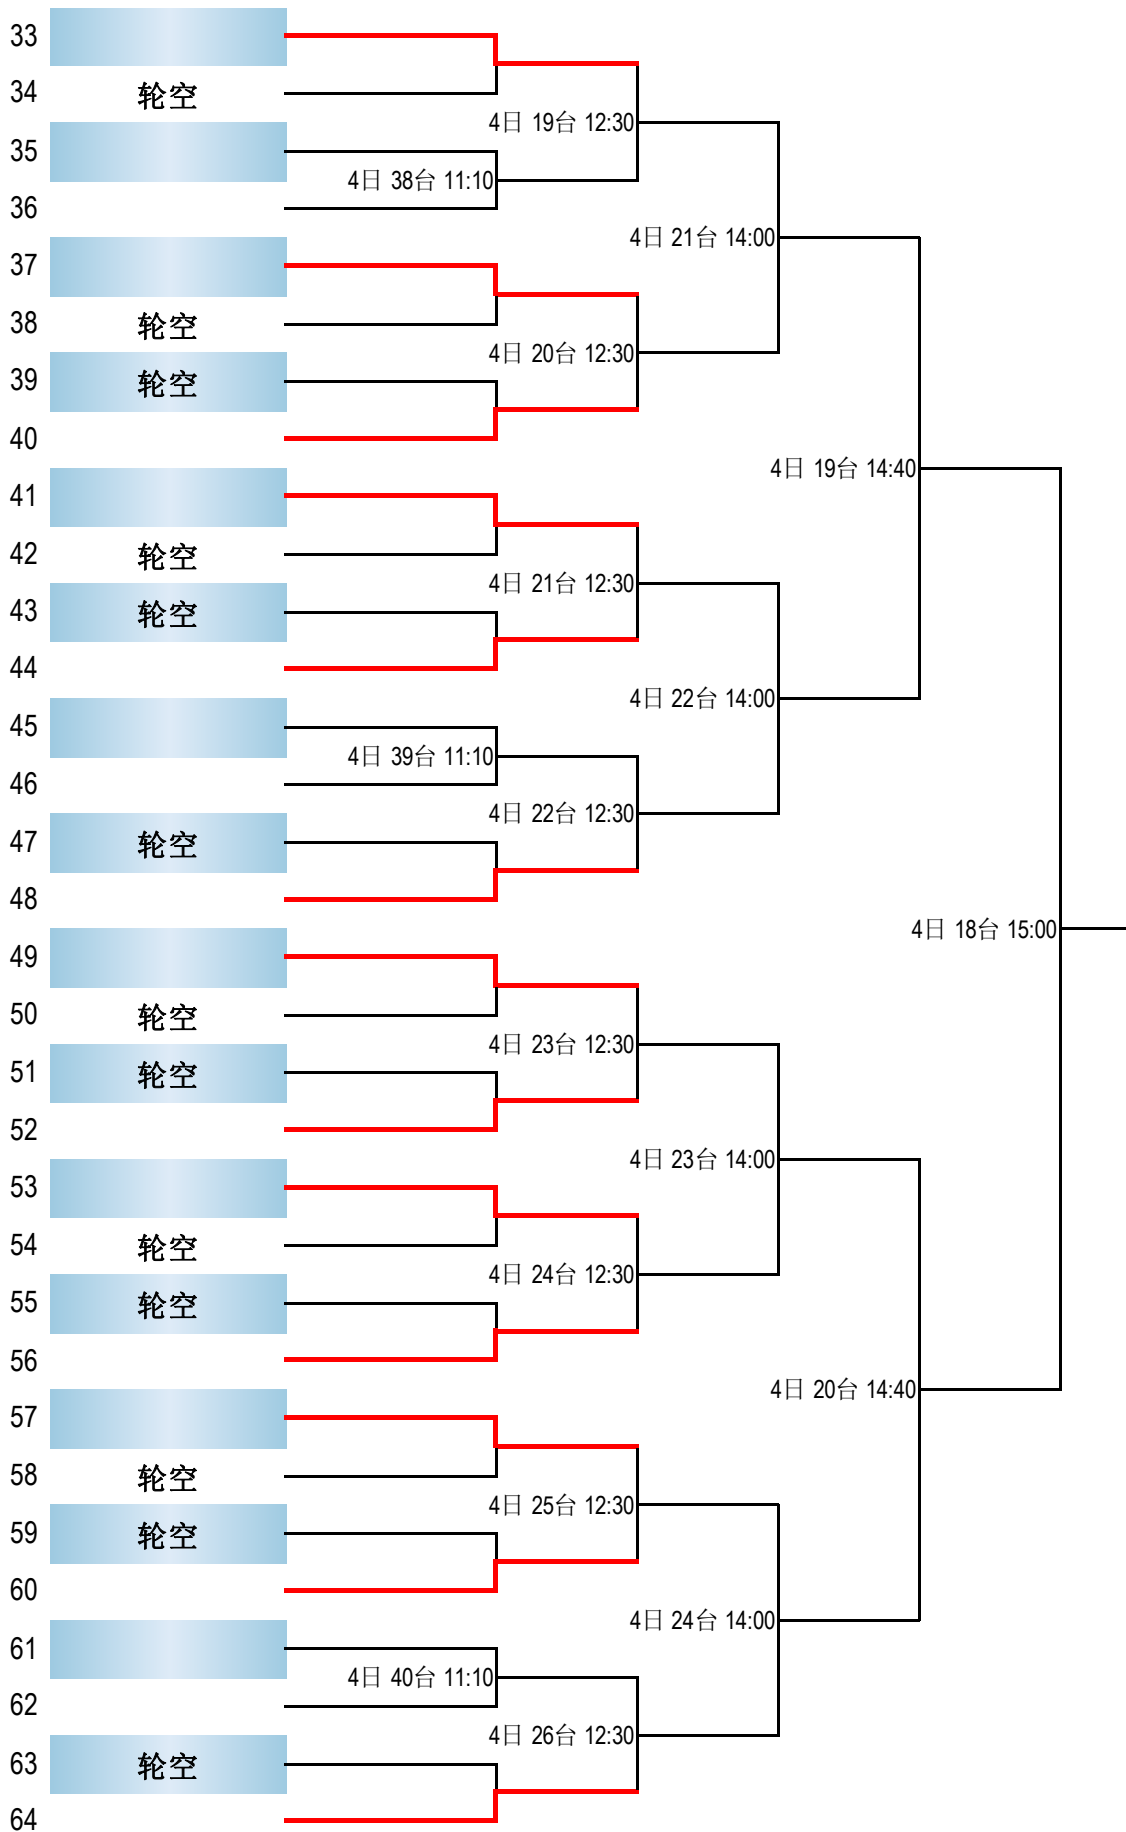 33
34 轮空
4日 19台 12:30
35
4日 38台 11:10
36
4日 21台 14:00
37
38 轮空
4日 20台 12:30
39 轮空
40
4日 19台 14:40
41
42 轮空
4日 21台 12:30
43 轮空
44
4日 22台 14:00
45
4日 39台 11:10
46
4日 22台 12:30
47 轮空
48
4日 18台 15:00
49
50 轮空
4日 23台 12:30
51 轮空
52
4日 23台 14:00
53
54 轮空
4日 24台 12:30
55 轮空
56
4日 20台 14:40
57
58 轮空
4日 25台 12:30
59 轮空
60
4日 24台 14:00
61
4日 40台 11:10
62
4日 26台 12:30
63 轮空
64